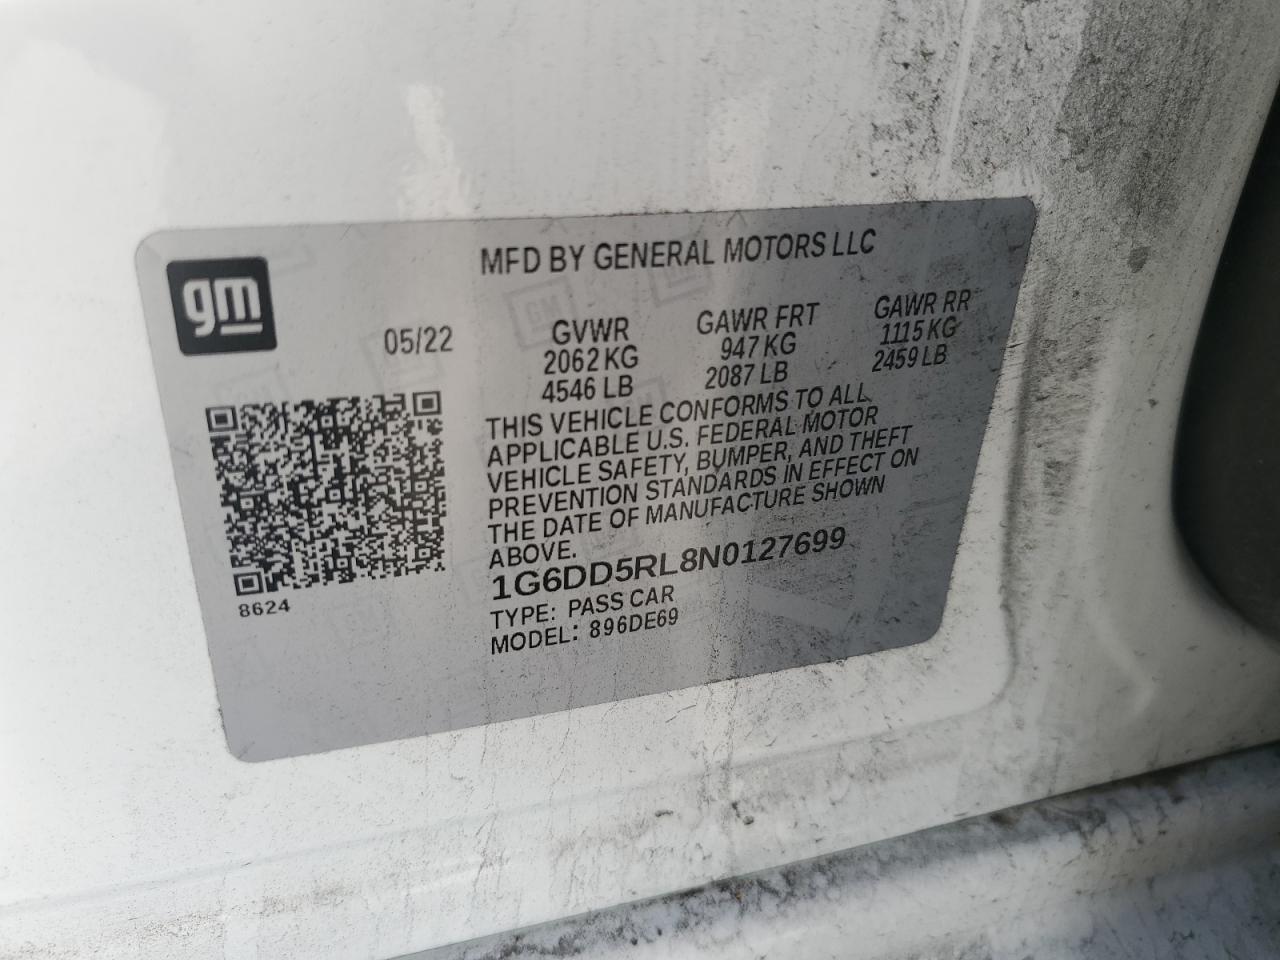 gm
MFD BY GENERAL MOTORS LLC
05/22
GVWR
2062 KG
4546 LB
GAWR FRT
947 KG
2087 LB
GAWR RR
1115 KG
2459 LB
THIS VEHICLE CONFORMS TO ALL
APPLICABLE U.S. FEDERAL MOTOR
VEHICLE SAFETY, BUMPER, AND THEFT
PREVENTION STANDARDS IN EFFECT ON
THE DATE OF MANUFACTURE SHOWN
ABOVE.
1G6DD5RL8N0127699
TYPE: PASS CAR
MODEL: 896DE69
8624